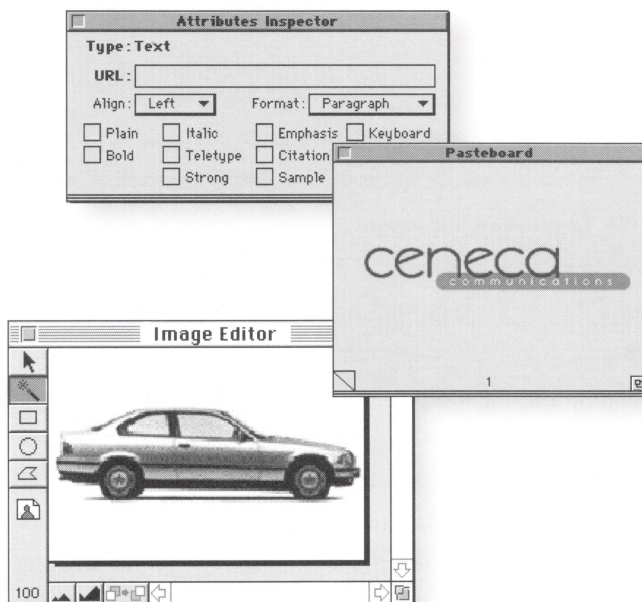 Attributes Inspector
Type: Text
URL:
Align: Left Format: Paragraph
Plain Italic Emphasis Keyboard
Bold Teletype Citation
Strong Sample
Pasteboard
ceneca
communications
1
Image Editor
100